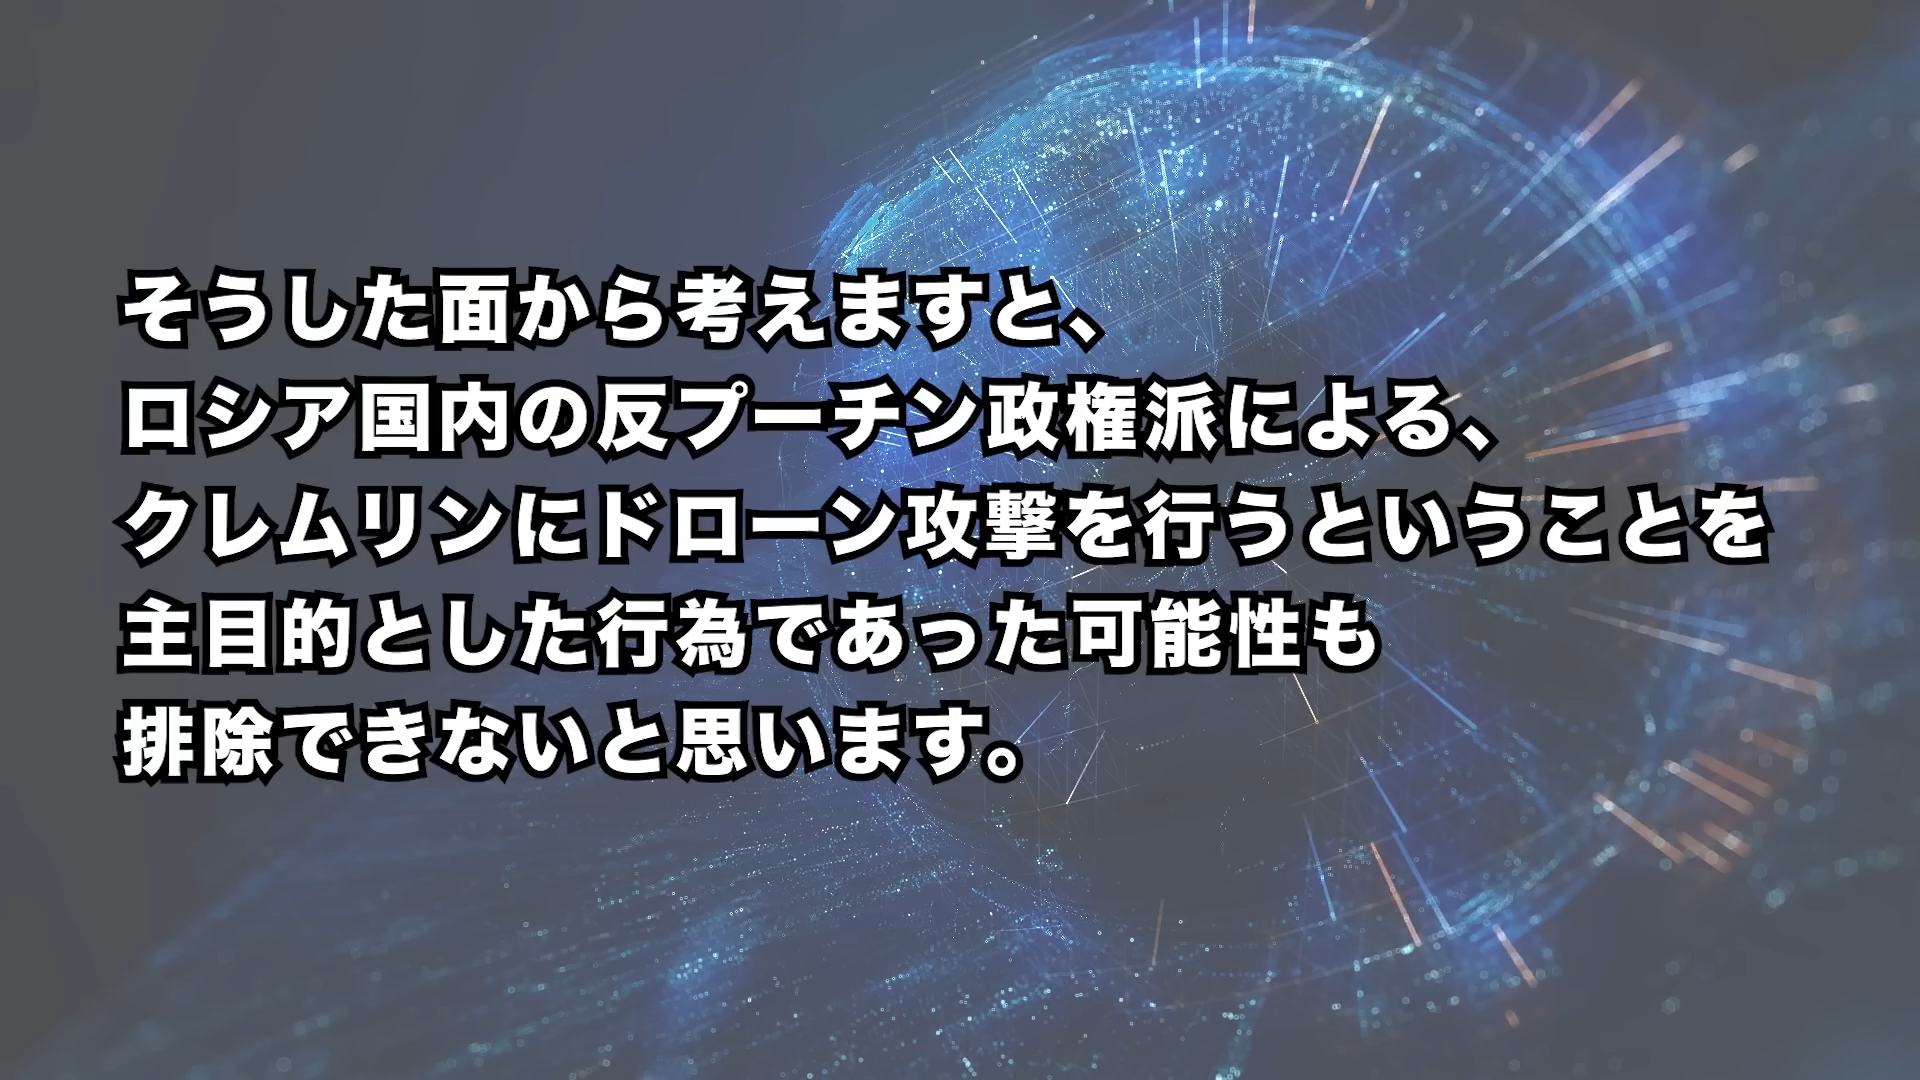 そうした面から考えますと、
ロシア国内の反プーチン政権派による、
クレムリンにドローン攻撃を行うということを
主目的とした行為であった可能性も
排除できないと思います。